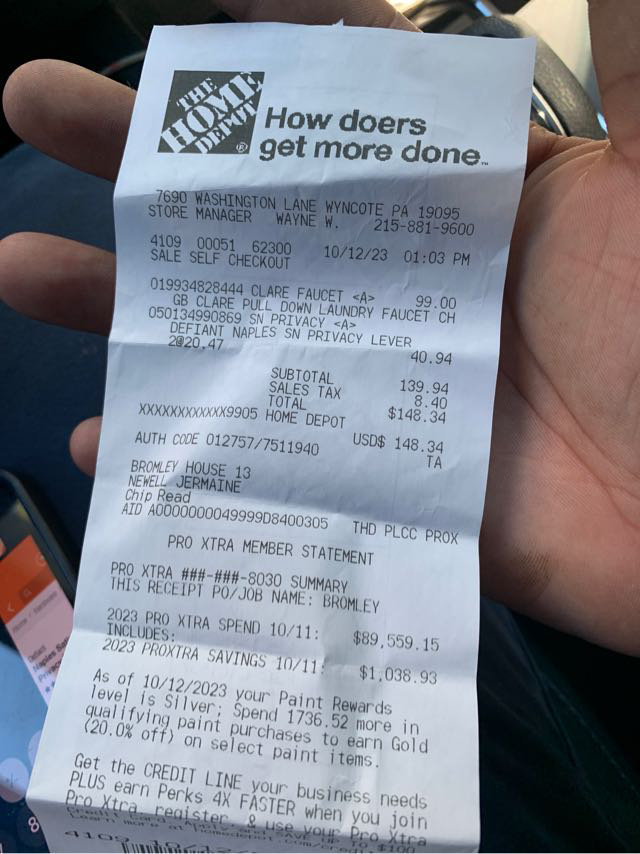 THE
HOME
DEPOT
®
How doers
get more done™
7690 WASHINGTON LANE WYNCOTE PA 19095
STORE MANAGER WAYNE W. 215-881-9600
4109 00051 62300 10/12/23 01:03 PM
SALE SELF CHECKOUT
019934828444 CLARE FAUCET <A> 99.00
GB CLARE PULL DOWN LAUNDRY FAUCET CH
050134990869 SN PRIVACY <A>
DEFIANT NAPLES SN PRIVACY LEVER
2@20.47 40.94
SUBTOTAL 139.94
SALES TAX 8.40
TOTAL $148.34
XXXXXXXXXXXX9905 HOME DEPOT
USD$ 148.34
AUTH CODE 012757/7511940 TA
BROMLEY HOUSE 13
NEWELL JERMAINE
Chip Read
AID A0000000049999D8400305 THD PLCC PROX
PRO XTRA MEMBER STATEMENT
PRO XTRA ###-###-8030 SUMMARY
THIS RECEIPT PO/JOB NAME: BROMLEY
2023 PRO XTRA SPEND 10/11: $89,559.15
INCLUDES:
2023 PROXTRA SAVINGS 10/11: $1,038.93
As of 10/12/2023 your Paint Rewards
level is Silver; Spend 1736.52 more in
qualifying paint purchases to earn Gold
(20.0% off) on select paint items.
Get the CREDIT LINE your business needs
PLUS earn Perks 4X FASTER when you join
Pro Xtra, register, & use your Pro Xtra